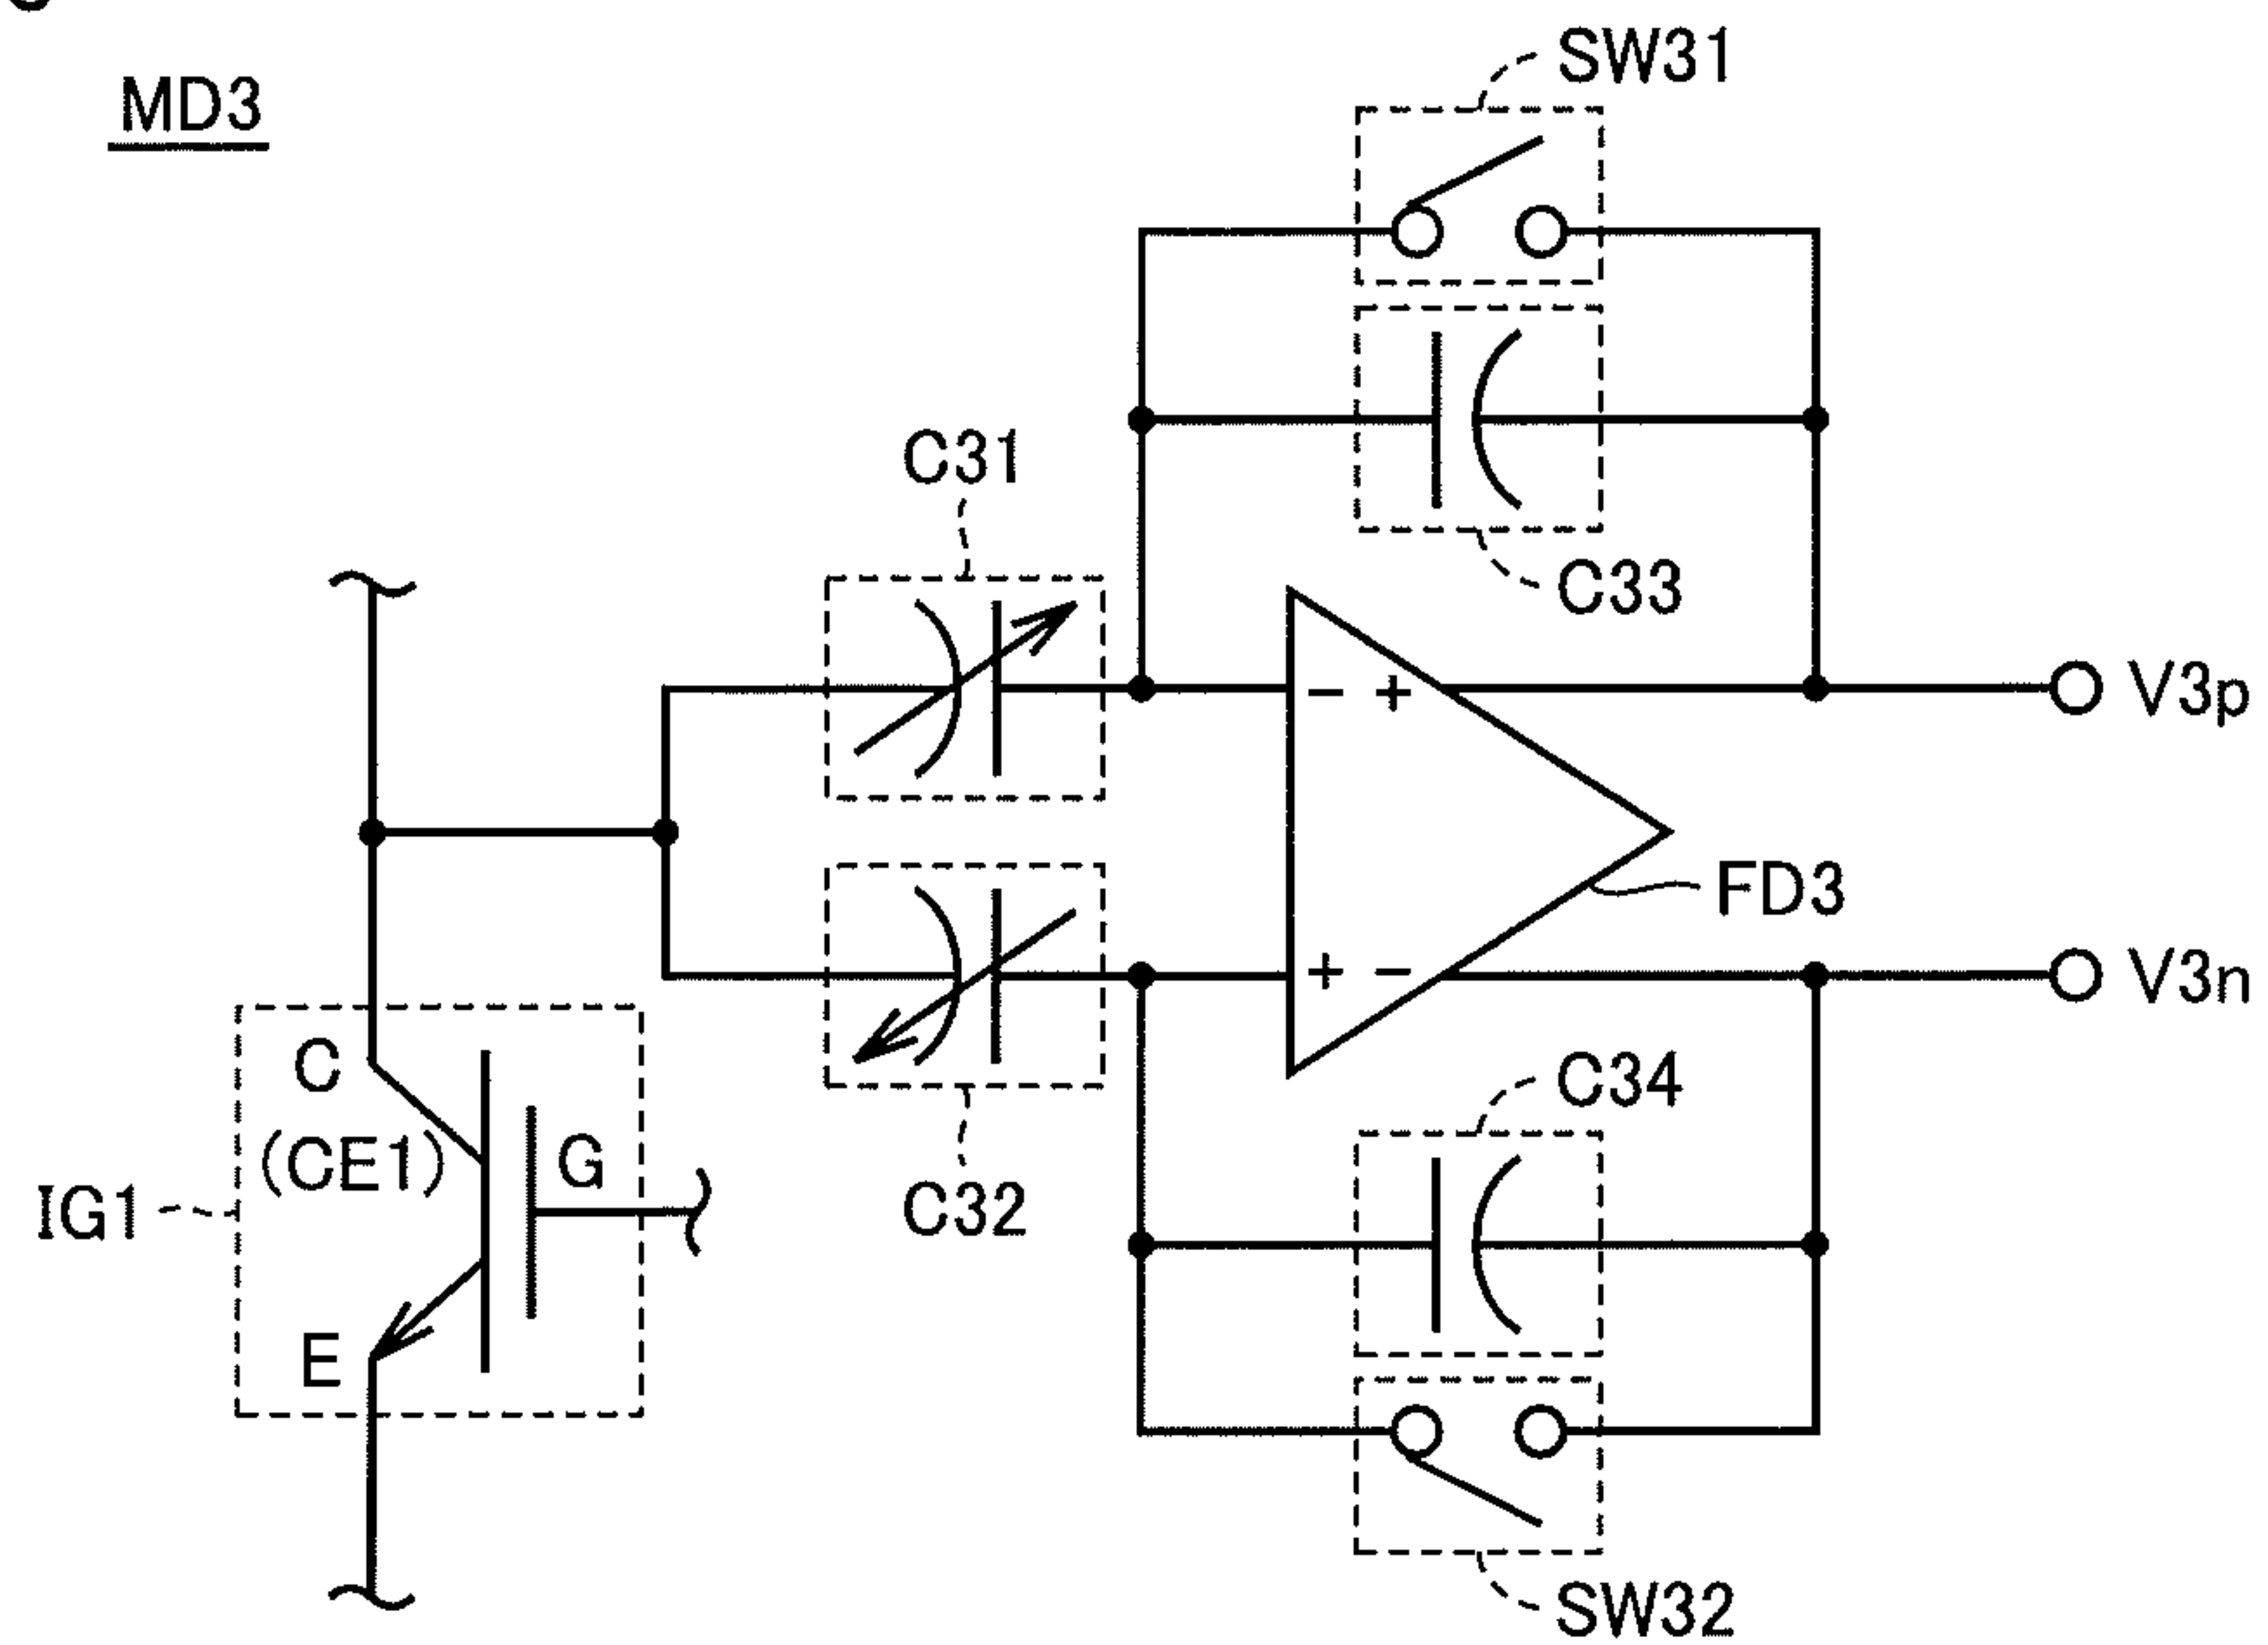 MD3
SW31
C31
C33
- +
V3p
FD3
+ -
V3n
C34
C
(CE1)
G
IG1
C32
E
SW32